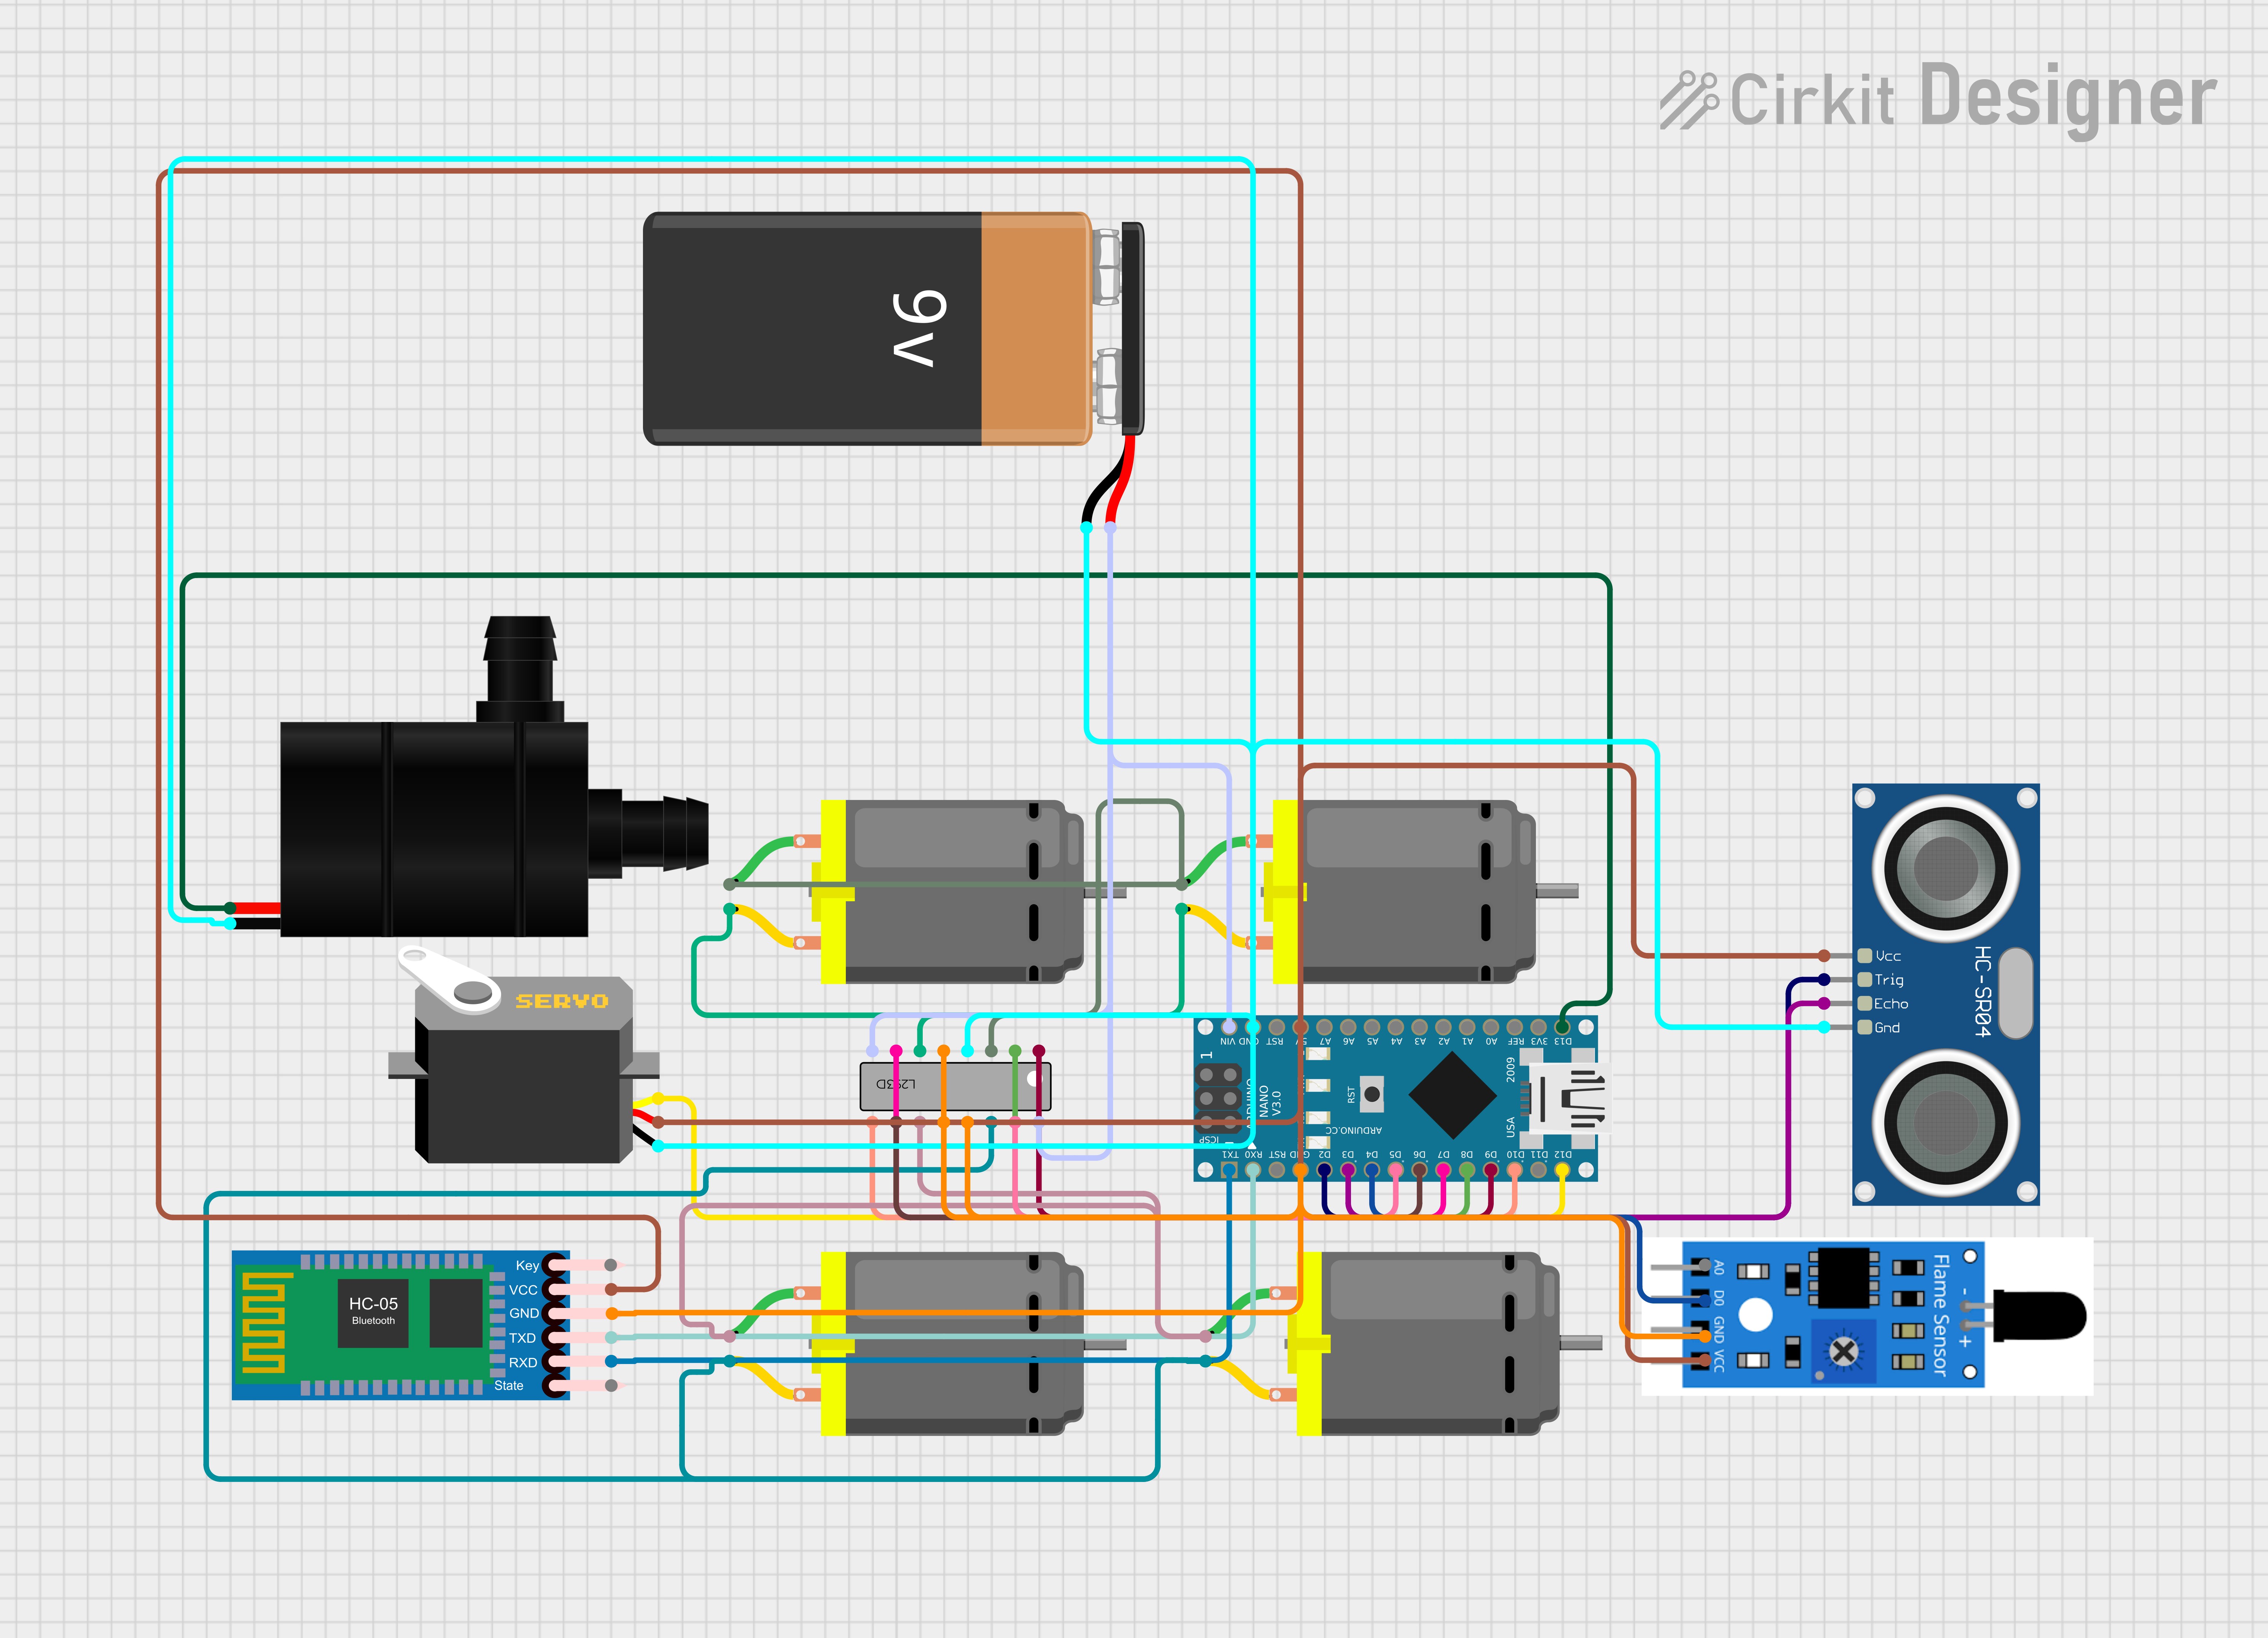 Cirkit Designer
9v
SERVO
L293D
VIN GND RST 5V A7 A6 A5 A4 A3 A2 A1 A0 REF 3V3 D13
1
ARDUINO
NANO
V3.0
RST
2009
USA
ARDUINO.CC
ICSP
TX1 RX0 RST GND D2 D3 D4 D5 D6 D7 D8 D9 D10 D11 D12
Vcc
Trig
Echo
Gnd
HC-SR04
HC-05
Bluetooth
Key
VCC
GND
TXD
RXD
State
A0
D0
GND
VCC
Flame Sensor
-
+